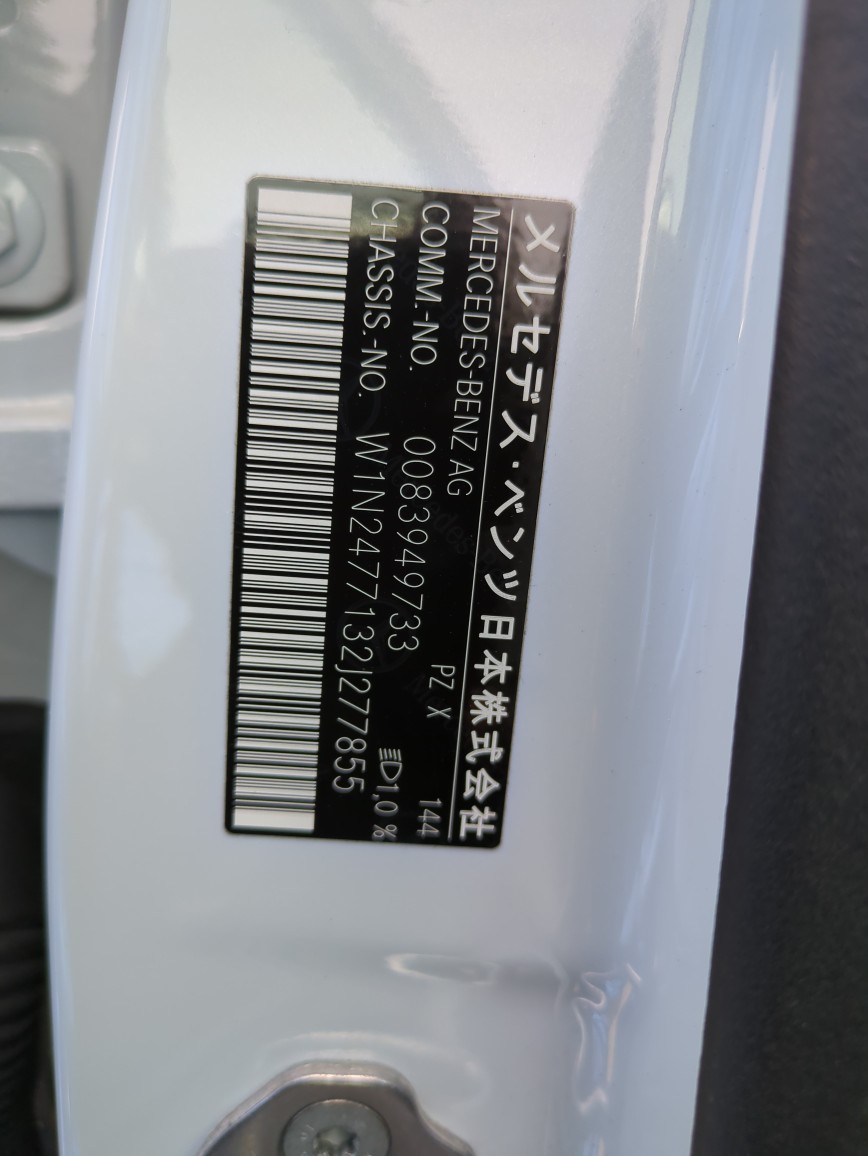 メルセデス・ベンツ日本株式会社
MERCEDES-BENZ AG PZ X 144
COMM.-NO. 0083949733 1,0 %
CHASSIS.-NO. W1N2477132J277855